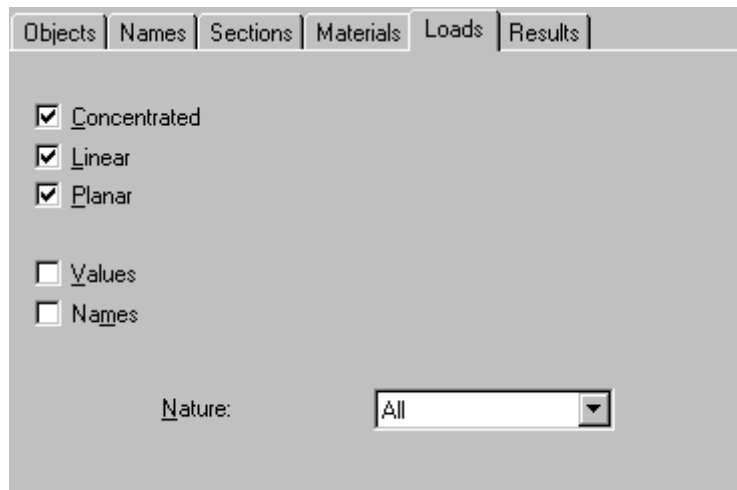 Objects Names Sections Materials Loads Results
Concentrated
Linear
Planar
Values
Names
Nature: All